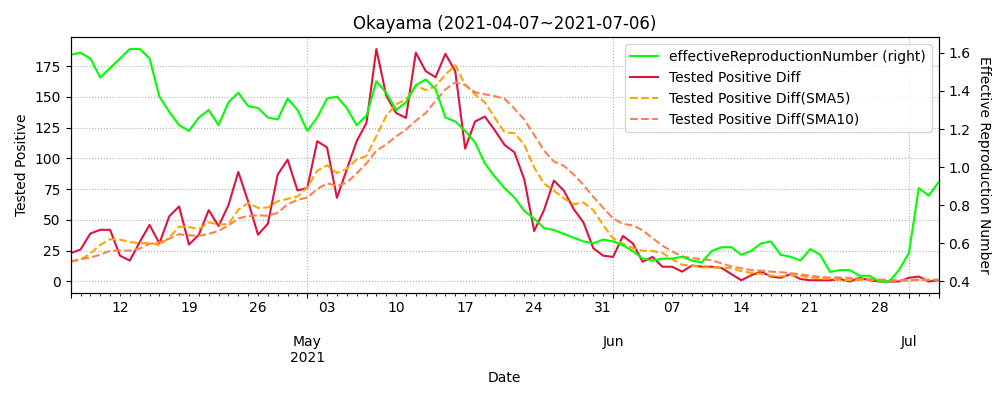 Okayama (2021-04-07~2021-07-06)
effectiveReproductionNumber (right)
Tested Positive Diff
Tested Positive Diff(SMA5)
Tested Positive Diff(SMA10)
Tested Positive
175
150
125
100
75
50
25
0
1.6
1.4
1.2
1.0
0.8
0.6
0.4
Effective Reproduction Number
12 19 26 03 10 17 24 31 07 14 21 28
May Jun Jul
2021
Date